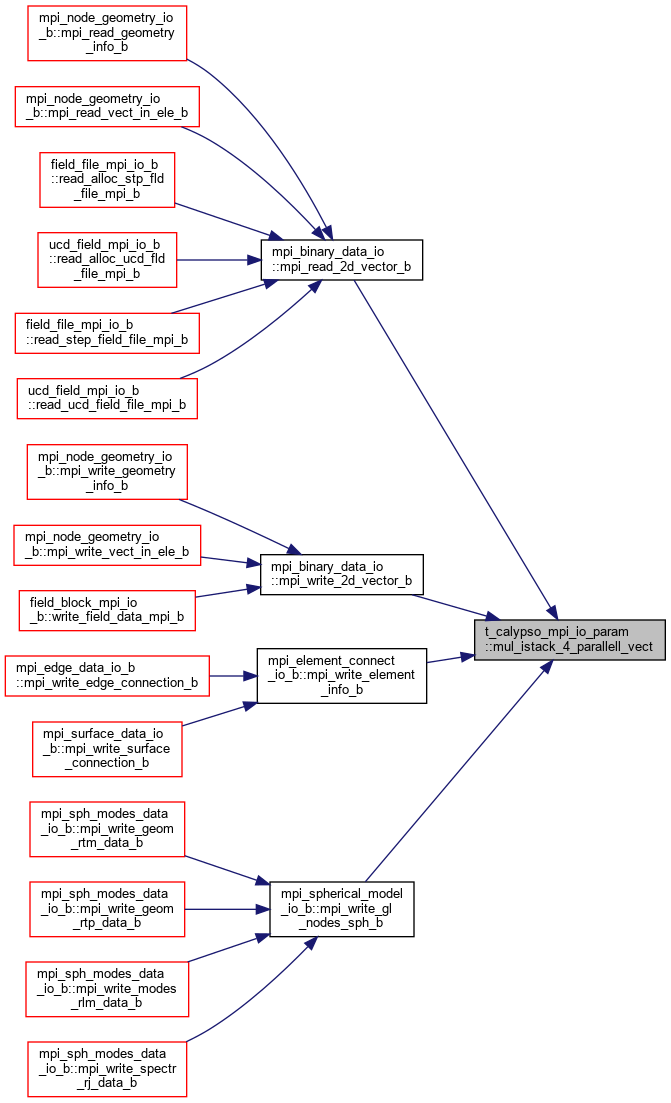 mpi_node_geometry_io
_b::mpi_read_geometry
_info_b
mpi_node_geometry_io
_b::mpi_read_vect_in_ele_b
field_file_mpi_io_b
::read_alloc_stp_fld
_file_mpi_b
ucd_field_mpi_io_b
::read_alloc_ucd_fld
_file_mpi_b
field_file_mpi_io_b
::read_step_field_file_mpi_b
ucd_field_mpi_io_b
::read_ucd_field_file_mpi_b
mpi_binary_data_io
::mpi_read_2d_vector_b
mpi_node_geometry_io
_b::mpi_write_geometry
_info_b
mpi_node_geometry_io
_b::mpi_write_vect_in_ele_b
field_block_mpi_io
_b::write_field_data_mpi_b
mpi_binary_data_io
::mpi_write_2d_vector_b
mpi_edge_data_io_b
::mpi_write_edge_connection_b
mpi_surface_data_io
_b::mpi_write_surface
_connection_b
mpi_element_connect
_io_b::mpi_write_element
_info_b
t_calypso_mpi_io_param
::mul_istack_4_parallell_vect
mpi_sph_modes_data
_io_b::mpi_write_geom
_rtm_data_b
mpi_sph_modes_data
_io_b::mpi_write_geom
_rtp_data_b
mpi_sph_modes_data
_io_b::mpi_write_modes
_rlm_data_b
mpi_sph_modes_data
_io_b::mpi_write_spectr
_rj_data_b
mpi_spherical_model
_io_b::mpi_write_gl
_nodes_sph_b